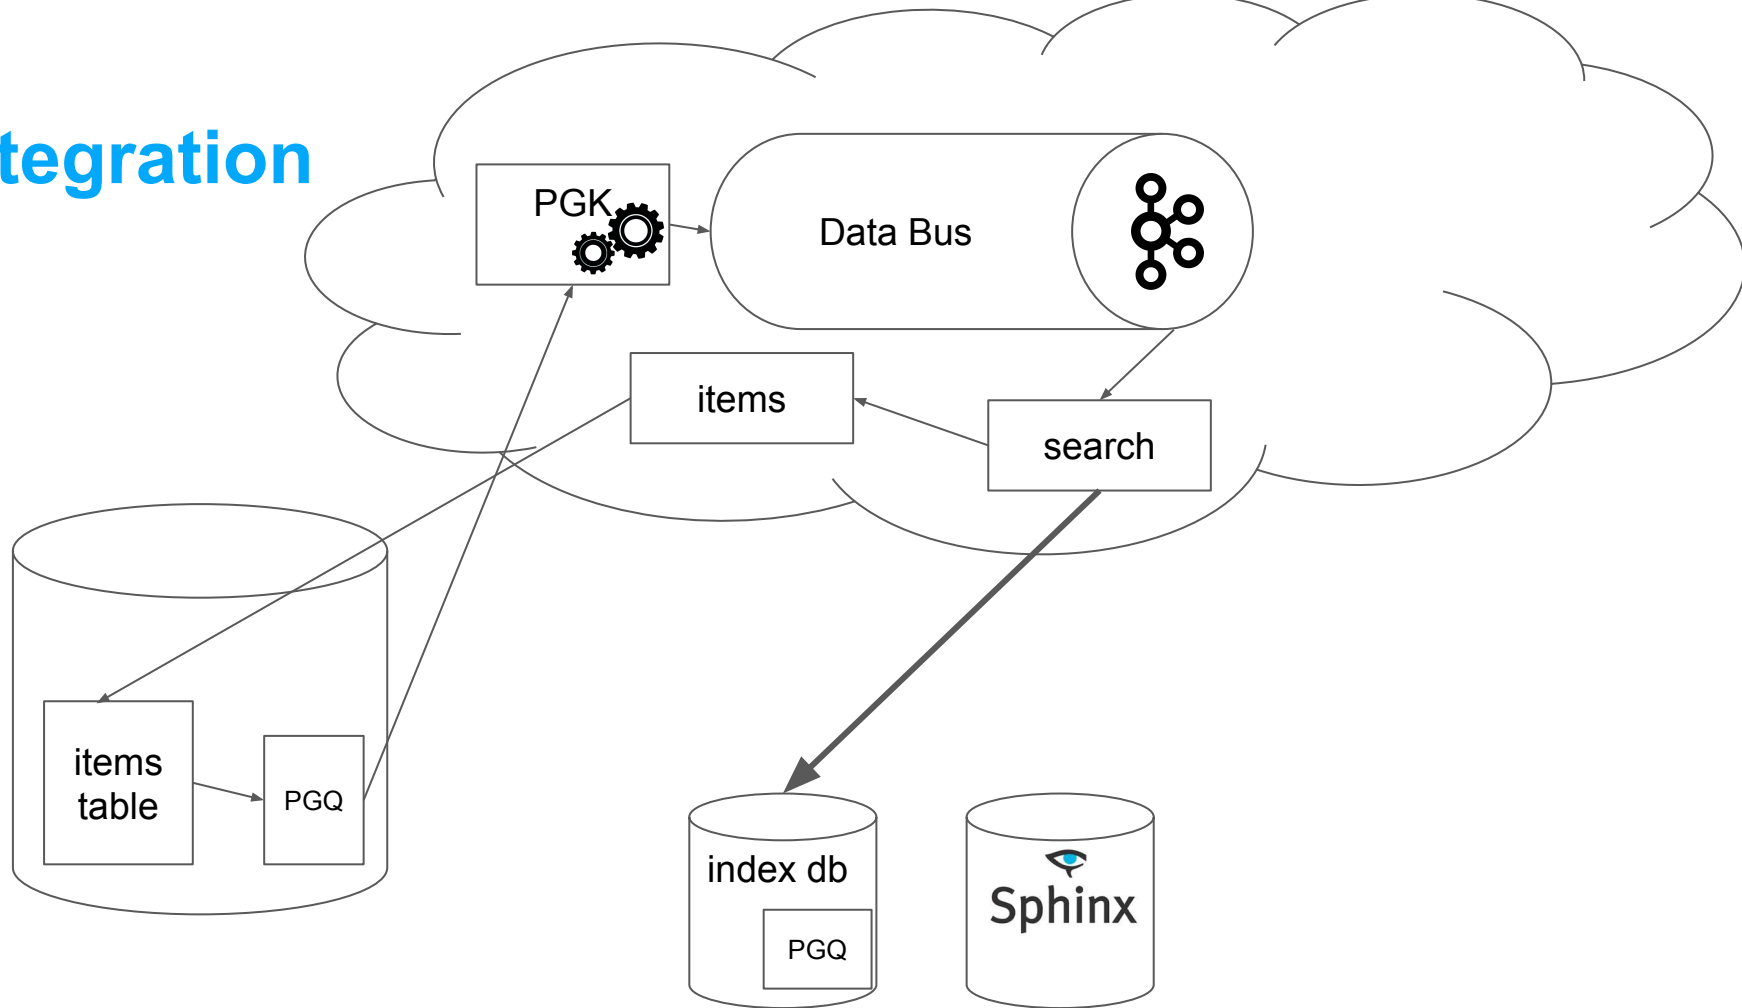 tegration
PGK
Data Bus
items
search
items
table
PGQ
index db
PGQ
Sphinx